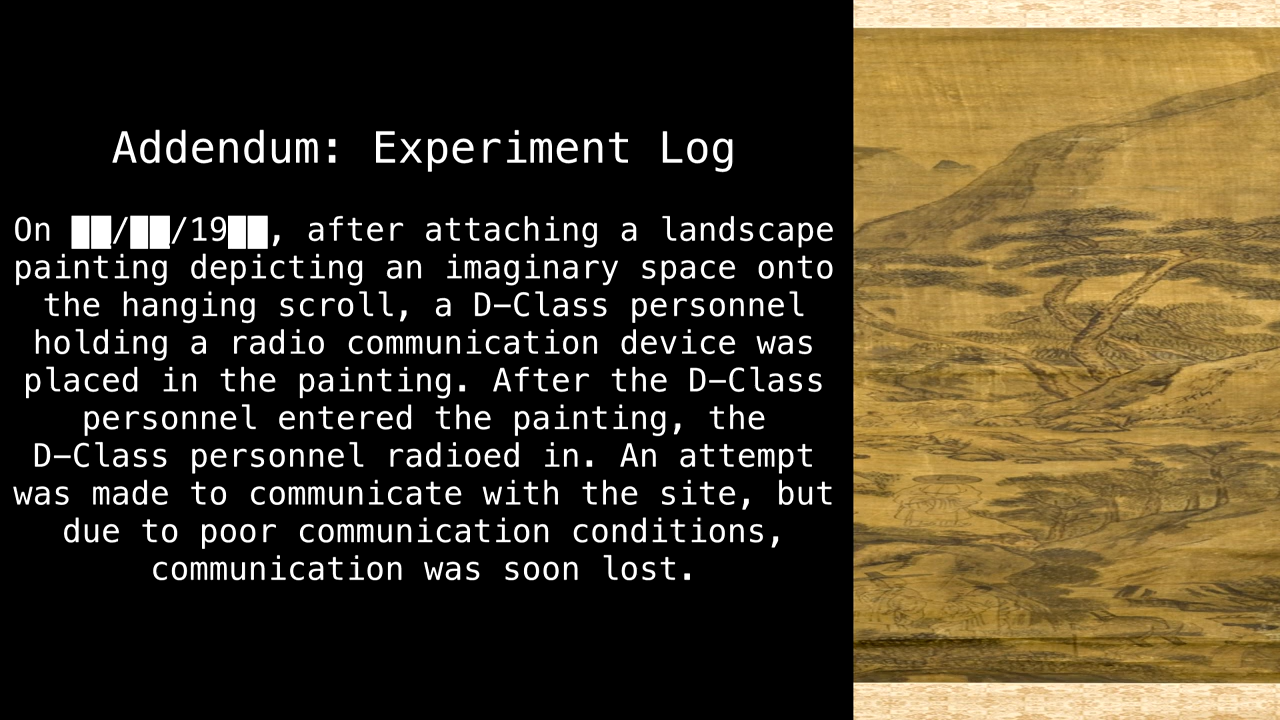 Addendum: Experiment Log
On ██/██/19██, after attaching a landscape
painting depicting an imaginary space onto
the hanging scroll, a D-Class personnel
holding a radio communication device was
placed in the painting. After the D-Class
personnel entered the painting, the
D-Class personnel radioed in. An attempt
was made to communicate with the site, but
due to poor communication conditions,
communication was soon lost.